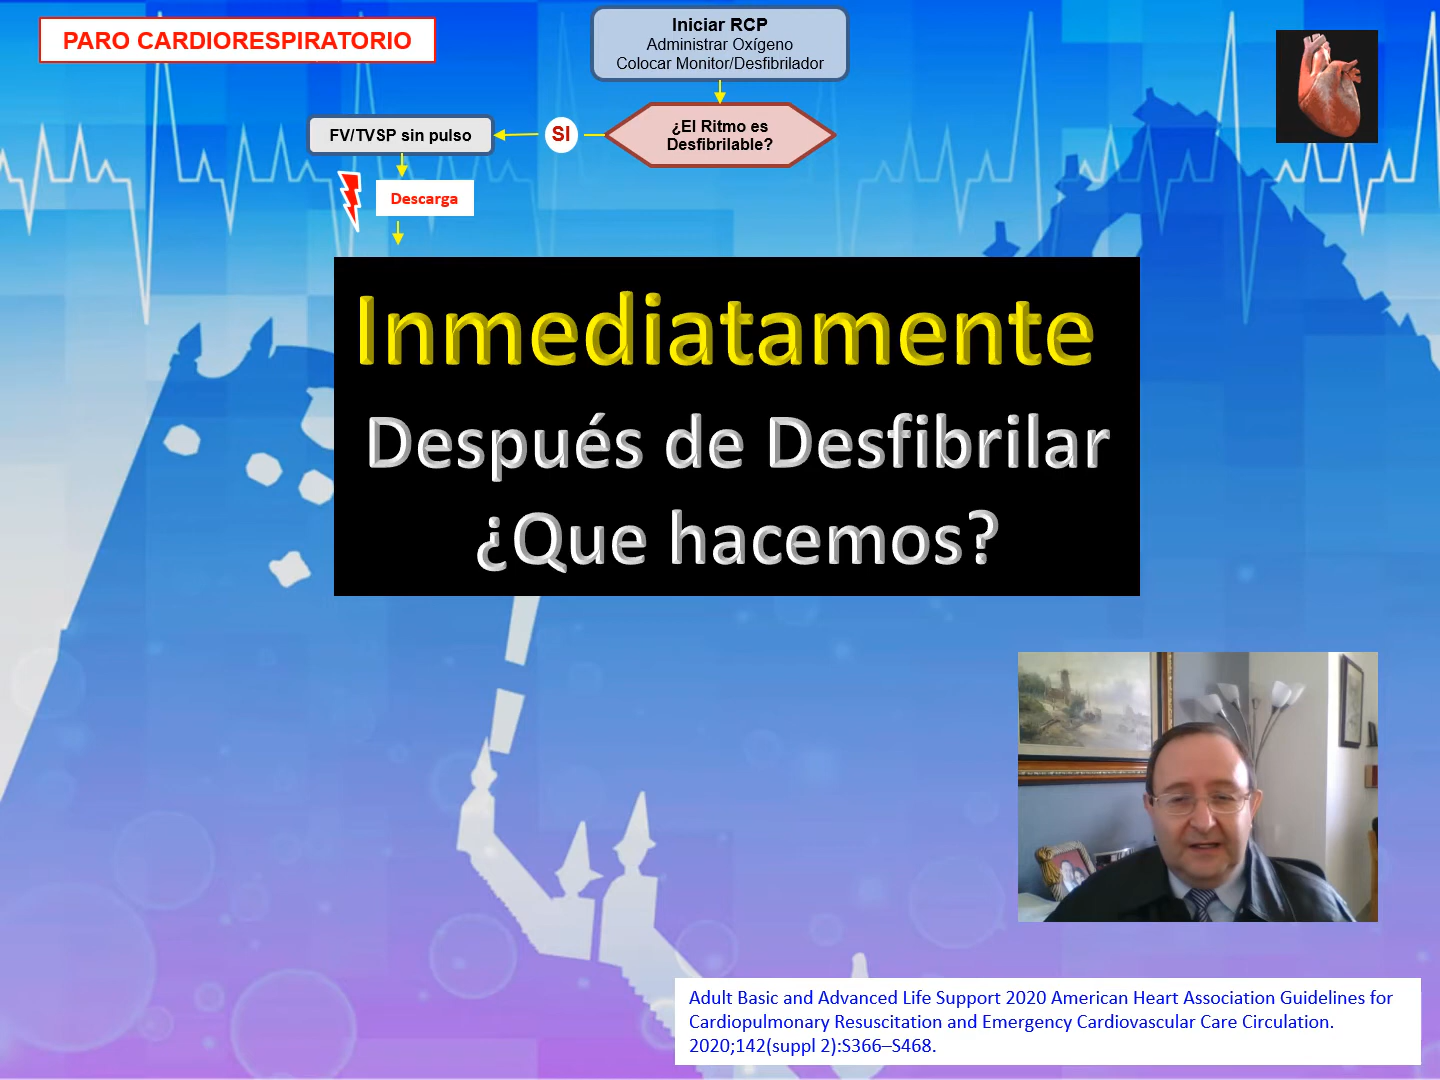 PARO CARDIORESPIRATORIO
Iniciar RCP
Administrar Oxígeno
Colocar Monitor/Desfibrilador
¿El Ritmo es
Desfibrilable?
SI
FV/TVSP sin pulso
Descarga
Inmediatamente
Después de Desfibrilar
¿Que hacemos?
Adult Basic and Advanced Life Support 2020 American Heart Association Guidelines for
Cardiopulmonary Resuscitation and Emergency Cardiovascular Care Circulation.
2020;142(suppl 2):S366–S468.